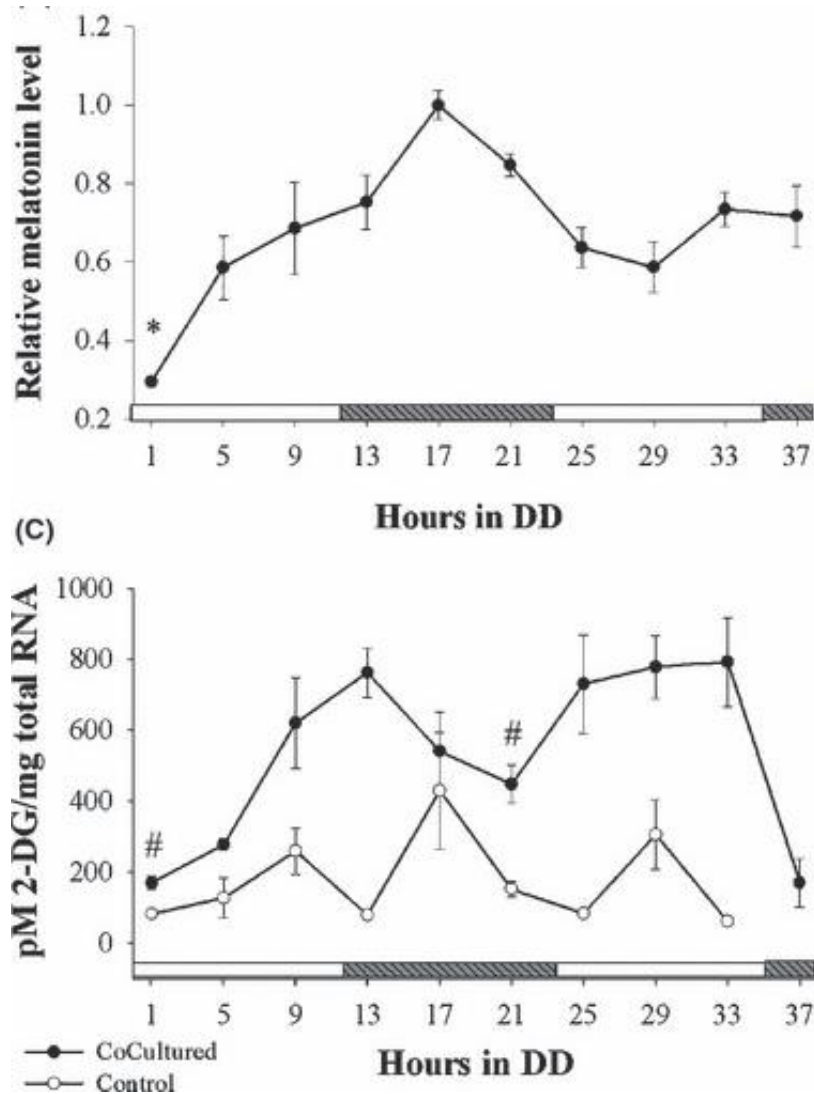 1.2
1.0
0.8
0.6
0.4
0.2
Relative melatonin level
*
1 5 9 13 17 21 25 29 33 37
Hours in DD
(C)
1000
800
600
400
200
0
pM 2-DG/mg total RNA
#
#
1 5 9 13 17 21 25 29 33 37
Hours in DD
CoCultured
Control